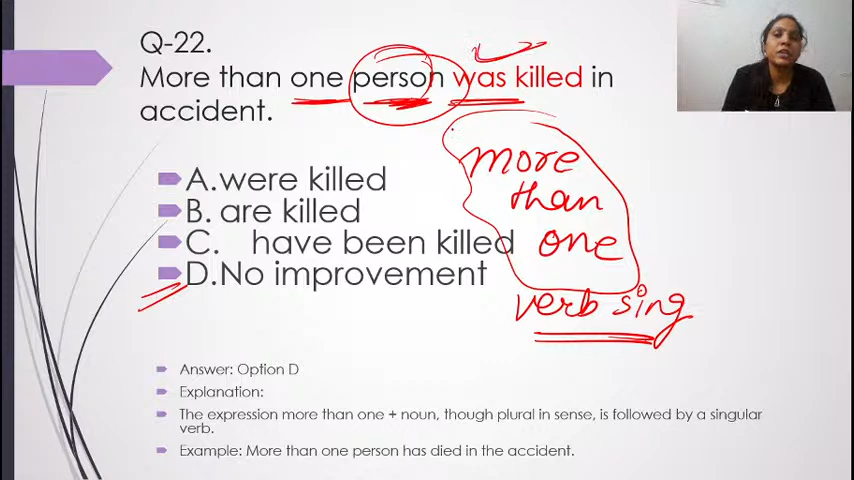 Q-22.
More than one person was killed in
accident.
more
than
one
verb sing
A. were killed
B. are killed
C. have been killed
D. No improvement
Answer: Option D
Explanation:
The expression more than one + noun, though plural in sense, is followed by a singular
verb.
Example: More than one person has died in the accident.